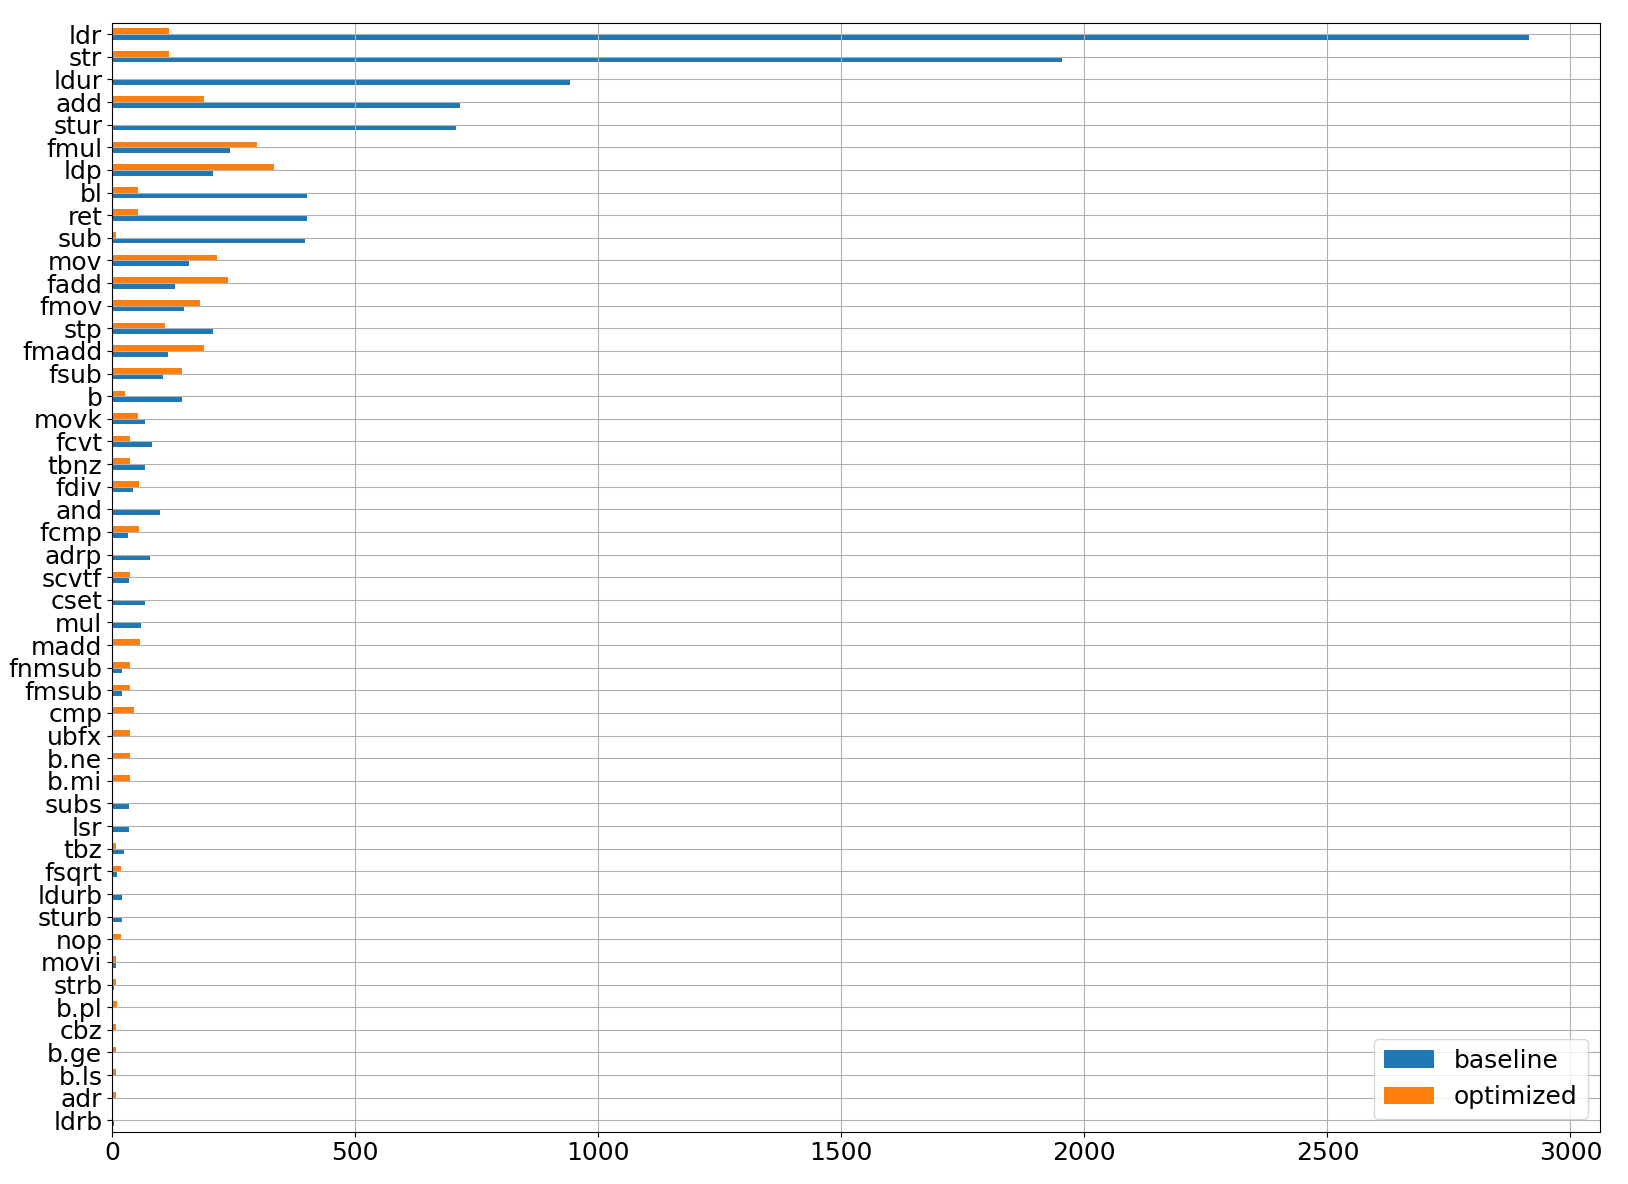 ldr
str
ldur
add
stur
fmul
ldp
bl
ret
sub
mov
fadd
fmov
stp
fmadd
fsub
b
movk
fcvt
tbnz
fdiv
and
fcmp
adrp
scvtf
cset
mul
madd
fnmsub
fmsub
cmp
ubfx
b.ne
b.mi
subs
lsr
tbz
fsqrt
ldurb
sturb
nop
movi
strb
b.pl
cbz
b.ge
b.ls
adr
ldrb
baseline
optimized
0 500 1000 1500 2000 2500 3000